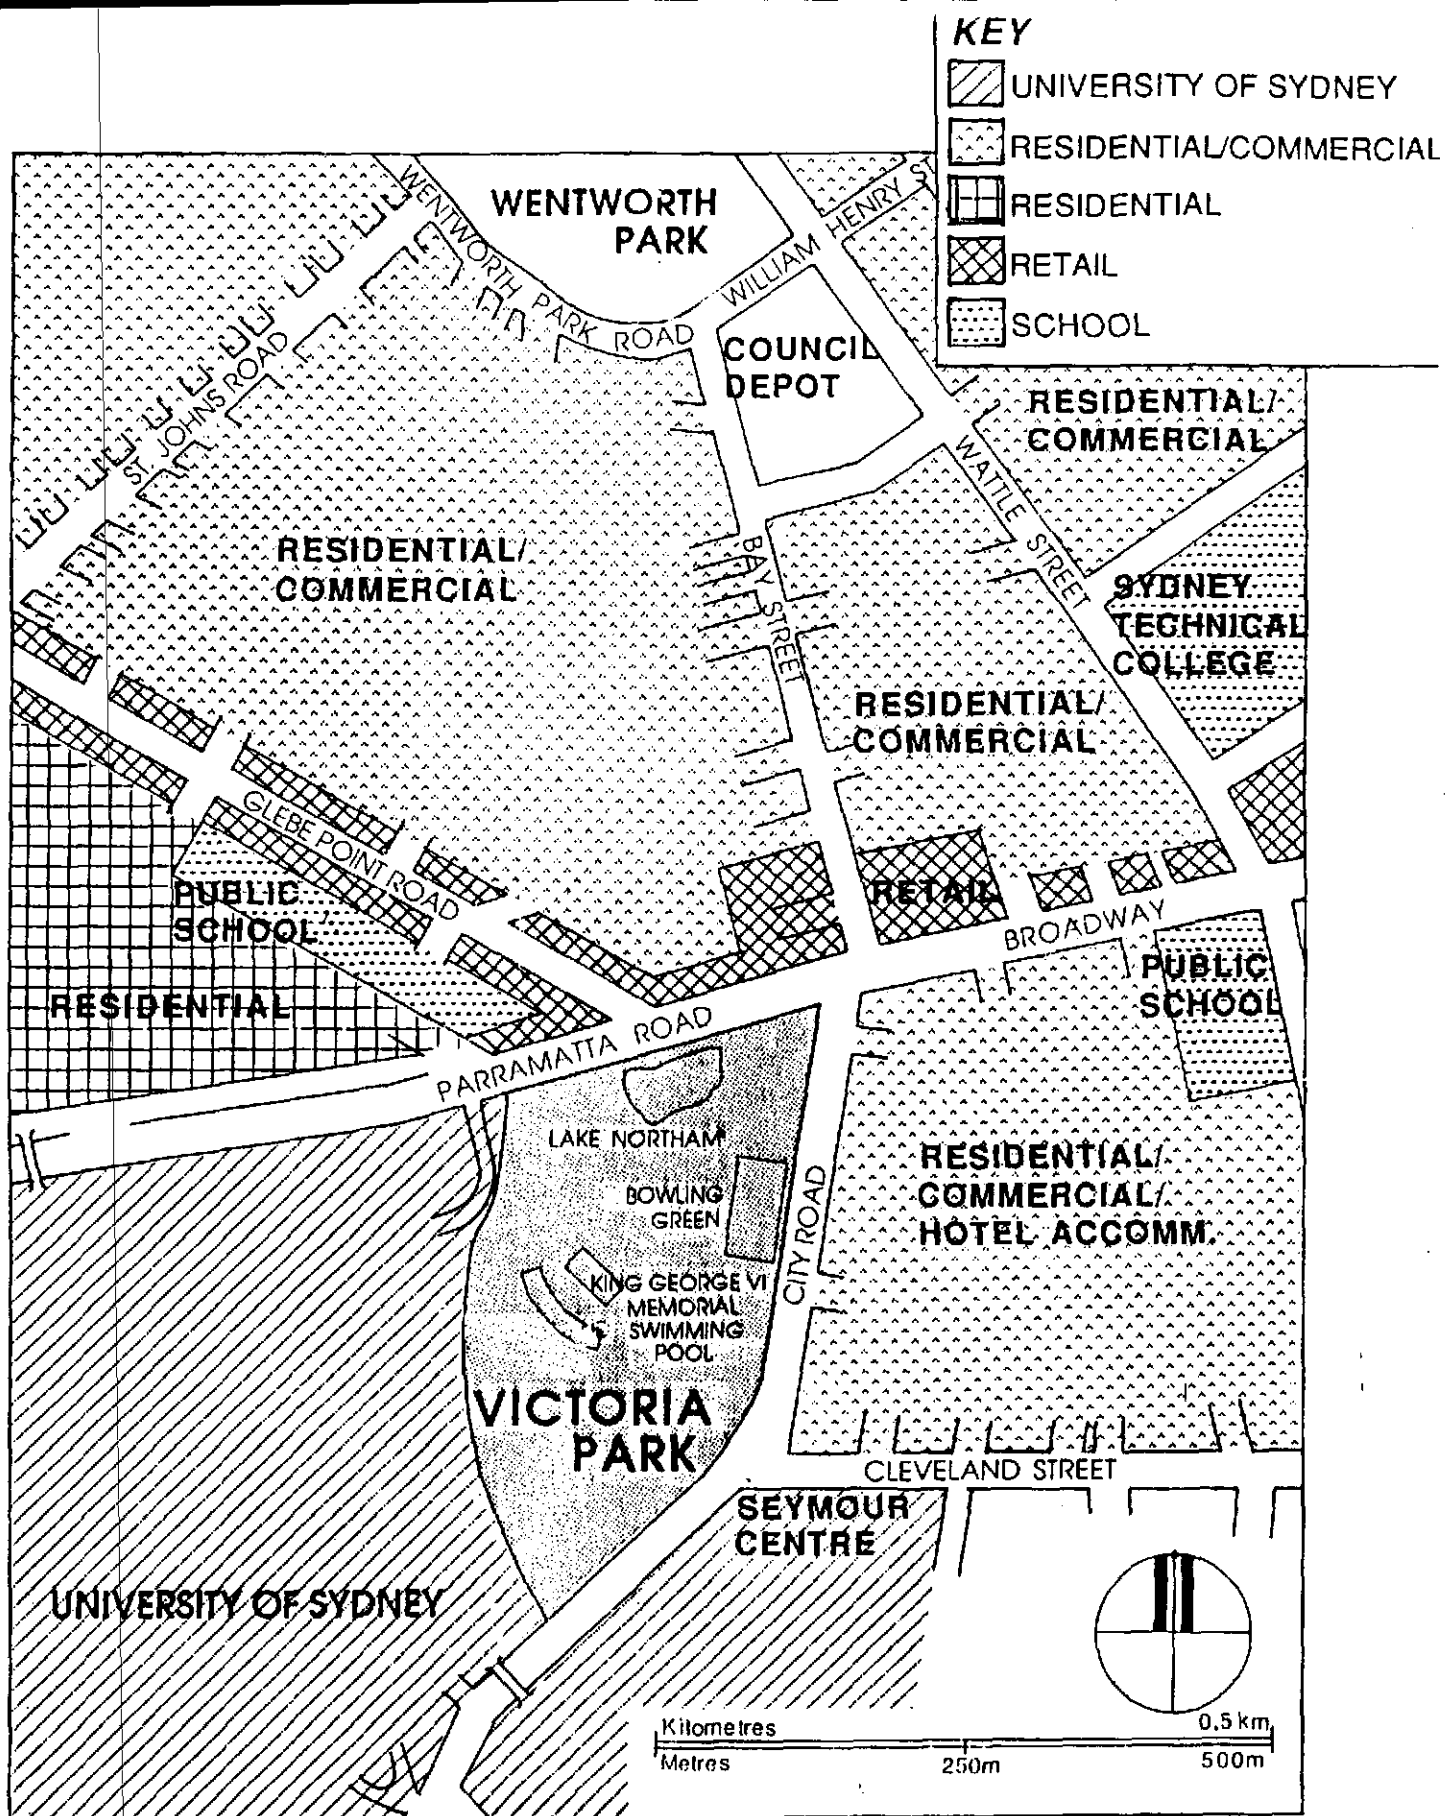 KEY
UNIVERSITY OF SYDNEY
RESIDENTIAL/COMMERCIAL
RESIDENTIAL
RETAIL
SCHOOL
WENTWORTH
PARK
WILLIAM HENRY ST
WENTWORTH PARK ROAD
COUNCIL
DEPOT
RESIDENTIAL/
COMMERCIAL
ST. JOHNS ROAD
WATTLE STREET
RESIDENTIAL/
COMMERCIAL
BAY STREET
SYDNEY
TECHNICAL
COLLEGE
RESIDENTIAL/
COMMERCIAL
GLEBE POINT ROAD
PUBLIC
SCHOOL
RETAIL
BROADWAY
PUBLIC
SCHOOL
RESIDENTIAL
PARRAMATTA ROAD
LAKE NORTHAM
BOWLING
GREEN
CITY ROAD
RESIDENTIAL/
COMMERCIAL/
HOTEL ACCOMM.
KING GEORGE VI
MEMORIAL
SWIMMING
POOL
VICTORIA
PARK
CLEVELAND STREET
SEYMOUR
CENTRE
UNIVERSITY OF SYDNEY
Kilometres 0.5 km
Metres 250m 500m